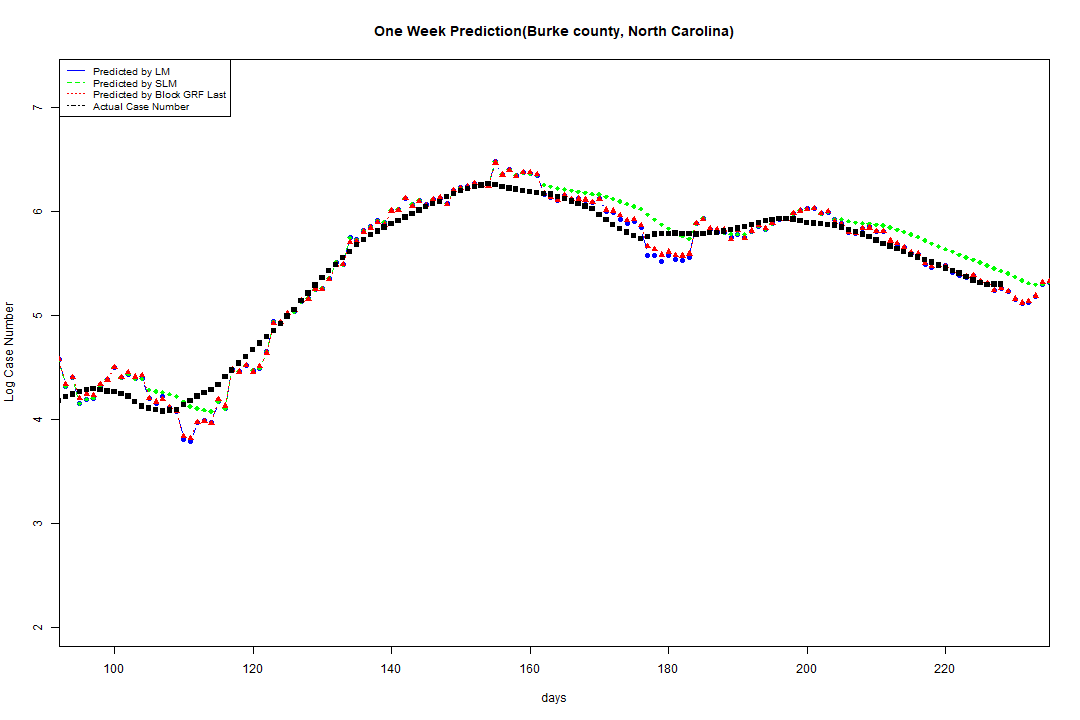 One Week Prediction(Burke county, North Carolina)
Predicted by LM
Predicted by SLM
Predicted by Block GRF Last
Actual Case Number
7
6
5
4
3
2
Log Case Number
100 120 140 160 180 200 220
days